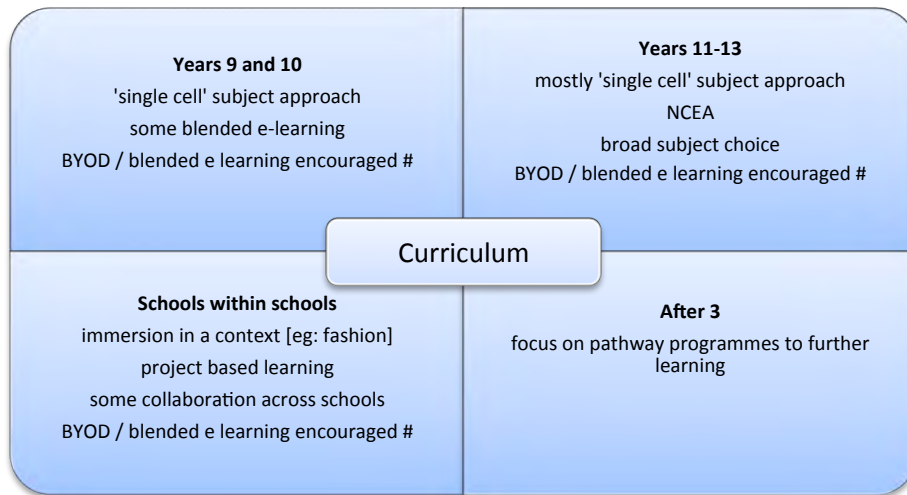 Years 9 and 10
'single cell' subject approach
some blended e-learning
BYOD / blended e learning encouraged #
Years 11-13
mostly 'single cell' subject approach
NCEA
broad subject choice
BYOD / blended e learning encouraged #
Curriculum
Schools within schools
immersion in a context [eg: fashion]
project based learning
some collaboration across schools
BYOD / blended e learning encouraged #
After 3
focus on pathway programmes to further
learning